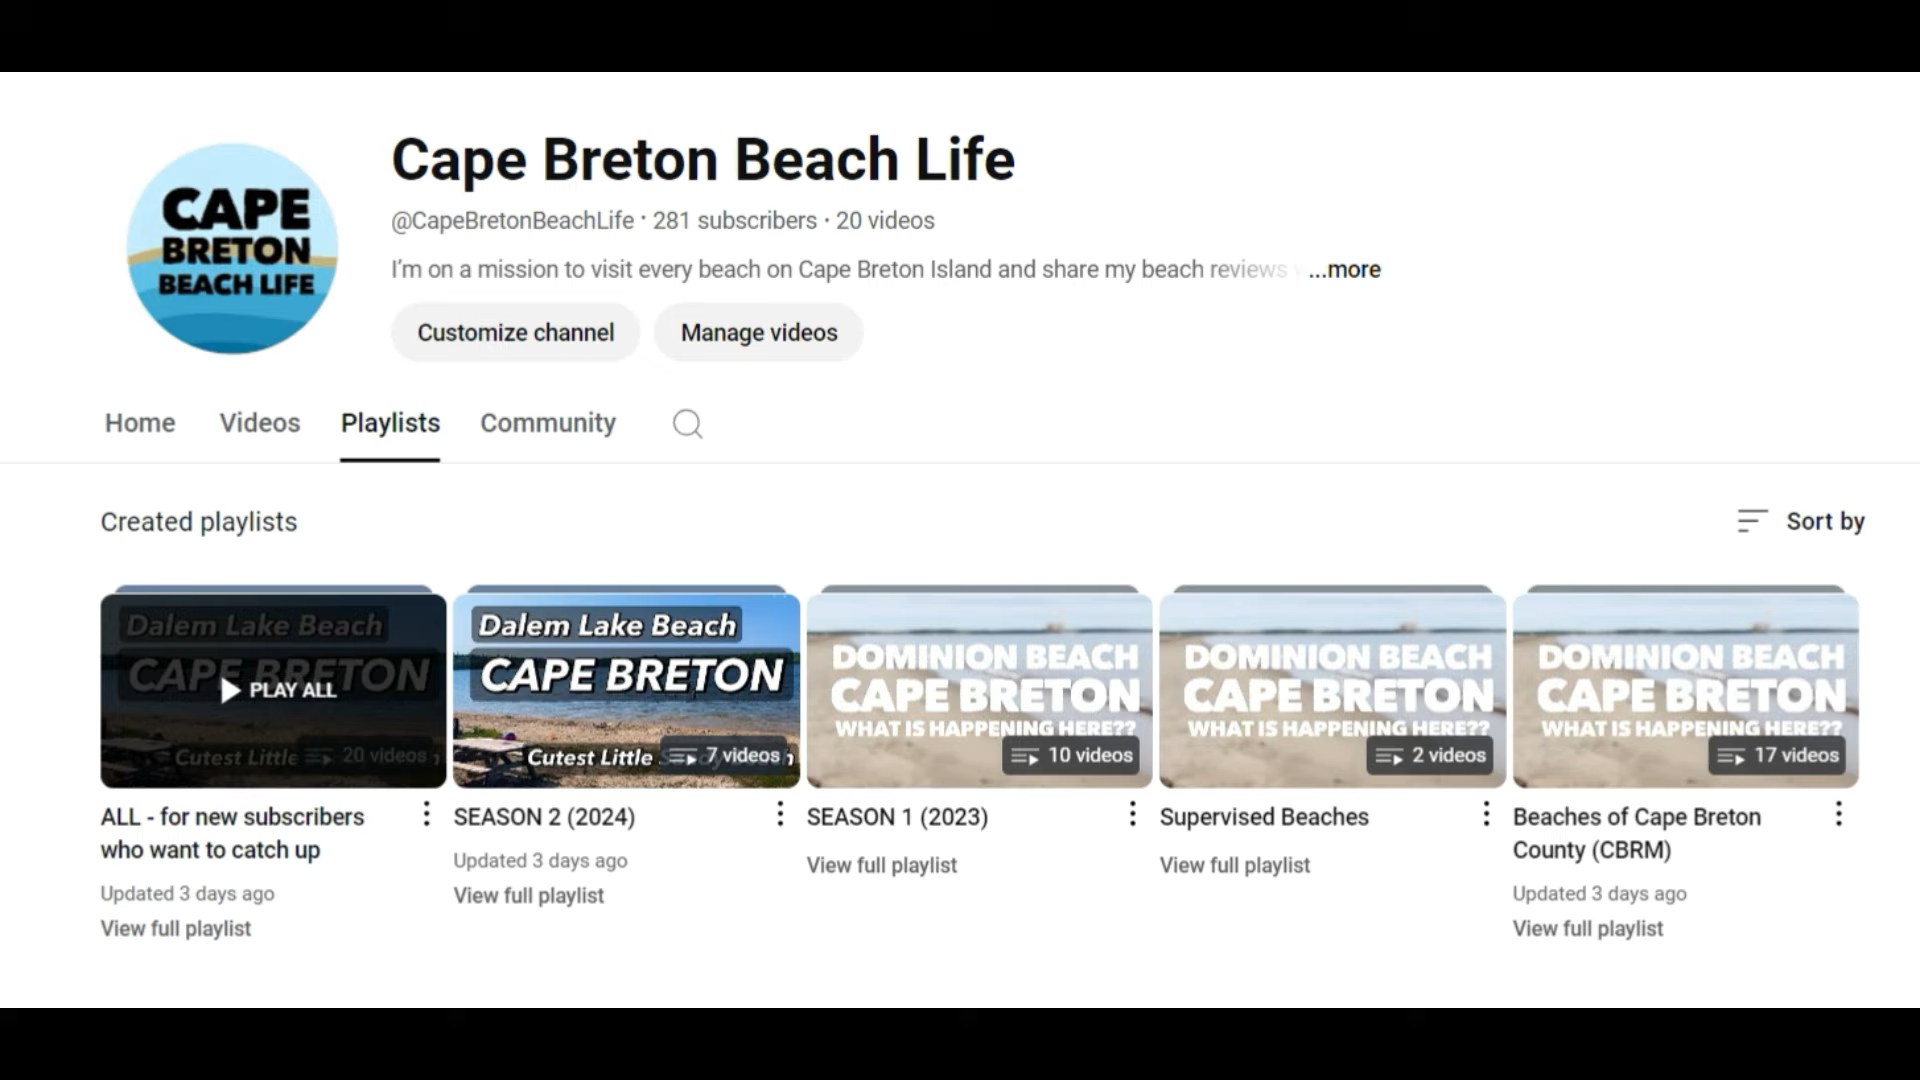 CAPE
BRETON
BEACH LIFE
Cape Breton Beach Life
@CapeBretonBeachLife · 281 subscribers · 20 videos
I'm on a mission to visit every beach on Cape Breton Island and share my beach reviews ...more
Customize channel
Manage videos
Home
Videos
Playlists
Community
Created playlists
Sort by
Dalem Lake Beach
CAPE BRETON
PLAY ALL
Cutest Little
20 videos
ALL - for new subscribers
who want to catch up
Updated 3 days ago
View full playlist
Dalem Lake Beach
CAPE BRETON
Cutest Little
7 videos
SEASON 2 (2024)
Updated 3 days ago
View full playlist
DOMINION BEACH
CAPE BRETON
WHAT IS HAPPENING HERE??
10 videos
SEASON 1 (2023)
View full playlist
DOMINION BEACH
CAPE BRETON
WHAT IS HAPPENING HERE??
2 videos
Supervised Beaches
View full playlist
DOMINION BEACH
CAPE BRETON
WHAT IS HAPPENING HERE??
17 videos
Beaches of Cape Breton
County (CBRM)
Updated 3 days ago
View full playlist